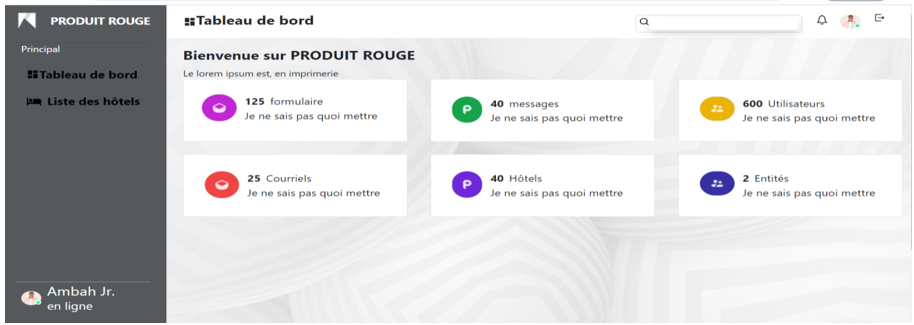 PRODUIT ROUGE
Tableau de bord
Principal
Tableau de bord
Liste des hôtels
Bienvenue sur PRODUIT ROUGE
Le lorem ipsum est, en imprimerie
125 formulaire
Je ne sais pas quoi mettre
40 messages
Je ne sais pas quoi mettre
600 Utilisateurs
Je ne sais pas quoi mettre
25 Courriels
Je ne sais pas quoi mettre
40 Hôtels
Je ne sais pas quoi mettre
2 Entités
Je ne sais pas quoi mettre
Ambah Jr.
en ligne